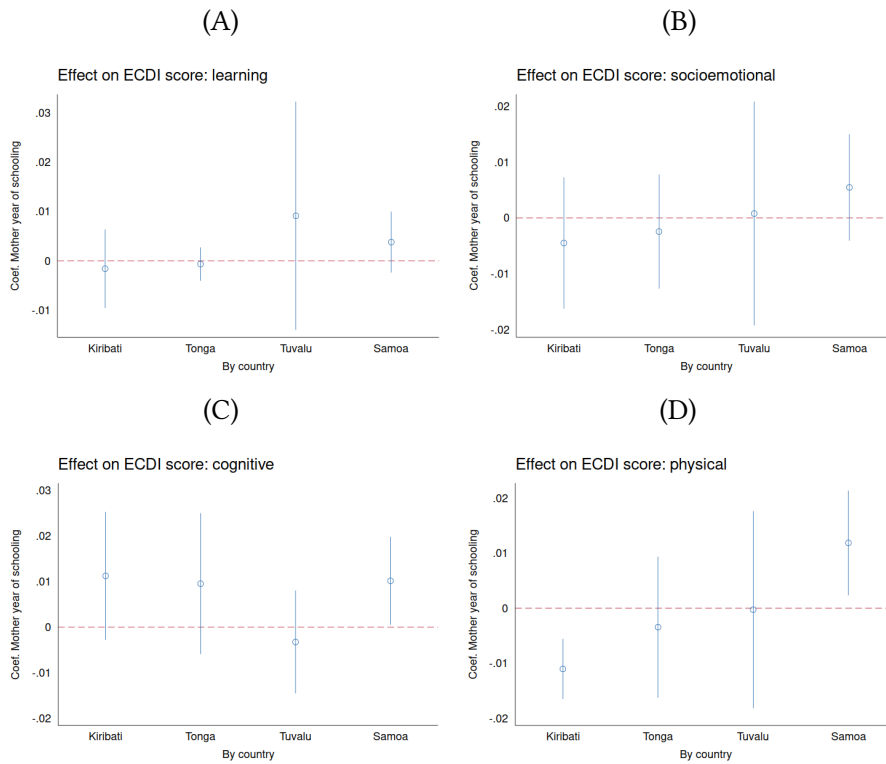 (A)
Effect on ECDI score: learning
Coef. Mother year of schooling
.03
.02
.01
0
-.01
Kiribati Tonga Tuvalu Samoa
By country
(B)
Effect on ECDI score: socioemotional
Coef. Mother year of schooling
.02
.01
0
-.01
-.02
Kiribati Tonga Tuvalu Samoa
By country
(C)
Effect on ECDI score: cognitive
Coef. Mother year of schooling
.03
.02
.01
0
-.01
-.02
Kiribati Tonga Tuvalu Samoa
By country
(D)
Effect on ECDI score: physical
Coef. Mother year of schooling
.02
.01
0
-.01
-.02
Kiribati Tonga Tuvalu Samoa
By country